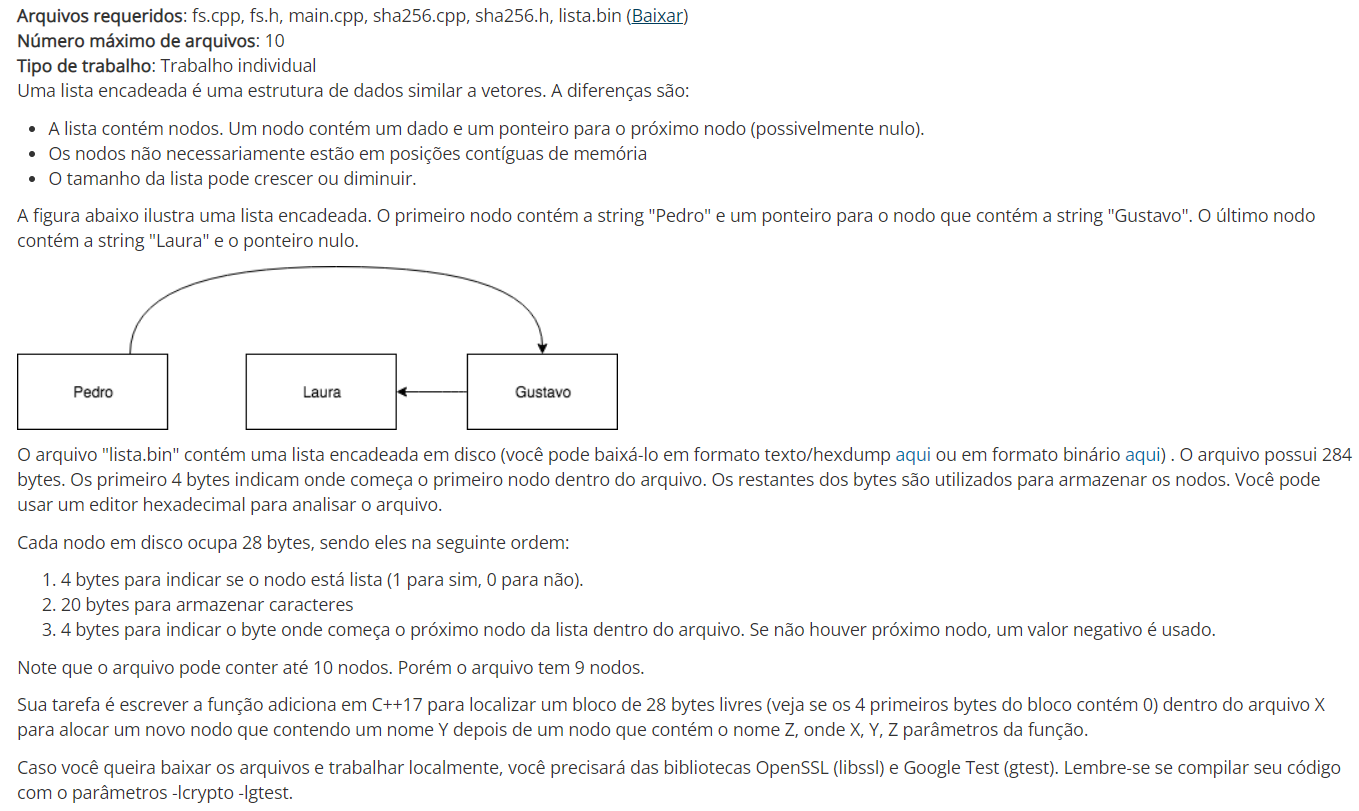 Arquivos requeridos: fs.cpp, fs.h, main.cpp, sha256.cpp, sha256.h, lista.bin (Baixar)
Número máximo de arquivos: 10
Tipo de trabalho: Trabalho individual
Uma lista encadeada é uma estrutura de dados similar a vetores. A diferenças são:
• A lista contém nodos. Um nodo contém um dado e um ponteiro para o próximo nodo (possivelmente nulo).
• Os nodos não necessariamente estão em posições contíguas de memória
• O tamanho da lista pode crescer ou diminuir.
A figura abaixo ilustra uma lista encadeada. O primeiro nodo contém a string "Pedro" e um ponteiro para o nodo que contém a string "Gustavo". O último nodo
contém a string "Laura" e o ponteiro nulo.
Pedro Laura Gustavo
O arquivo "lista.bin" contém uma lista encadeada em disco (você pode baixá-lo em formato texto/hexdump aqui ou em formato binário aqui) . O arquivo possui 284
bytes. Os primeiro 4 bytes indicam onde começa o primeiro nodo dentro do arquivo. Os restantes dos bytes são utilizados para armazenar os nodos. Você pode
usar um editor hexadecimal para analisar o arquivo.
Cada nodo em disco ocupa 28 bytes, sendo eles na seguinte ordem:
1. 4 bytes para indicar se o nodo está lista (1 para sim, 0 para não).
2. 20 bytes para armazenar caracteres
3. 4 bytes para indicar o byte onde começa o próximo nodo da lista dentro do arquivo. Se não houver próximo nodo, um valor negativo é usado.
Note que o arquivo pode conter até 10 nodos. Porém o arquivo tem 9 nodos.
Sua tarefa é escrever a função adiciona em C++17 para localizar um bloco de 28 bytes livres (veja se os 4 primeiros bytes do bloco contém 0) dentro do arquivo X
para alocar um novo nodo que contendo um nome Y depois de um nodo que contém o nome Z, onde X, Y, Z parâmetros da função.
Caso você queira baixar os arquivos e trabalhar localmente, você precisará das bibliotecas OpenSSL (libssl) e Google Test (gtest). Lembre-se se compilar seu código
com o parâmetros -lcrypto -lgtest.